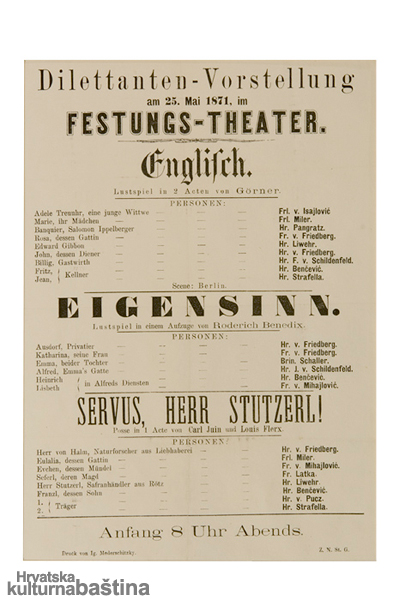 Dilettanten-Vorstellung
am 25. Mai 1871, im
FESTUNGS-THEATER.
Englisch.
Lustspiel in 2 Acten von Görner.
PERSONEN:
Adele Treunhr, eine junge Wittwe — — — Frl. v. Isajlović
Marie, ihr Mädchen — — — — Frl. Miler.
Banquier, Salomon Ippelberger — — — Hr. Pangratz.
Rosa, dessen Gattin — — — — Fr. v. Friedberg.
Edward Gibbon — — — — Hr. Liwehr.
John, dessen Diener — — — — Hr. v. Friedberg.
Billig, Gastwirth — — — — Hr. F. v. Schildenfeld.
Fritz, } Kellner — — — — Hr. Benčević.
Jean, — — — — Hr. Strafella.
Scene: Berlin.
EIGENSINN.
Lustspiel in einem Aufzuge von Roderich Benedix.
PERSONEN:
Ausdorf, Privatier — — — — Hr. v. Friedberg.
Katharina, seine Frau — — — — Fr. v. Friedberg.
Emma, beider Tochter — — — — Brin. Schaller.
Alfred, Emma's Gatte — — — — Hr. J. v. Schildenfeld.
Heinrich } in Alfreds Diensten — — — Hr. Benčević.
Lisbeth — — — Fr. v. Mihajlović.
SERVUS, HERR STUTZERL!
Posse in 1 Acte von Carl Juin und Louis Flerx.
PERSONEN:
Herr von Halm, Naturforscher aus Liebhaberei — — Hr. v. Friedberg.
Eulalia, dessen Gattin — — — — Frl. Miler.
Evchen, dessen Mündel — — — — Fr. v. Mihajlović.
Seferl, deren Magd — — — — Fr. Latka.
Herr Stutzerl, Safranhändler aus Rötz — — Hr. Liwehr.
Franzl, dessen Sohn — — — — Hr. Benčević.
1. } Träger — — — — Hr. v. Pucz.
2. — — — — Hr. Strafella.
Anfang 8 Uhr Abends.
Druck von Ig. Medarschitzky. Z. N. St. G.
Hrvatska
kulturnabaština